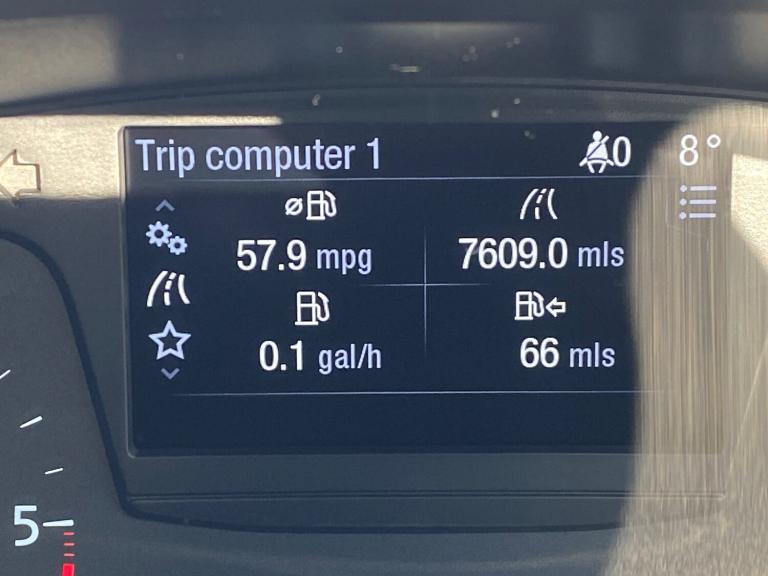 Trip computer 1 0 8°
57.9 mpg 7609.0 mls
0.1 gal/h 66 mls
5